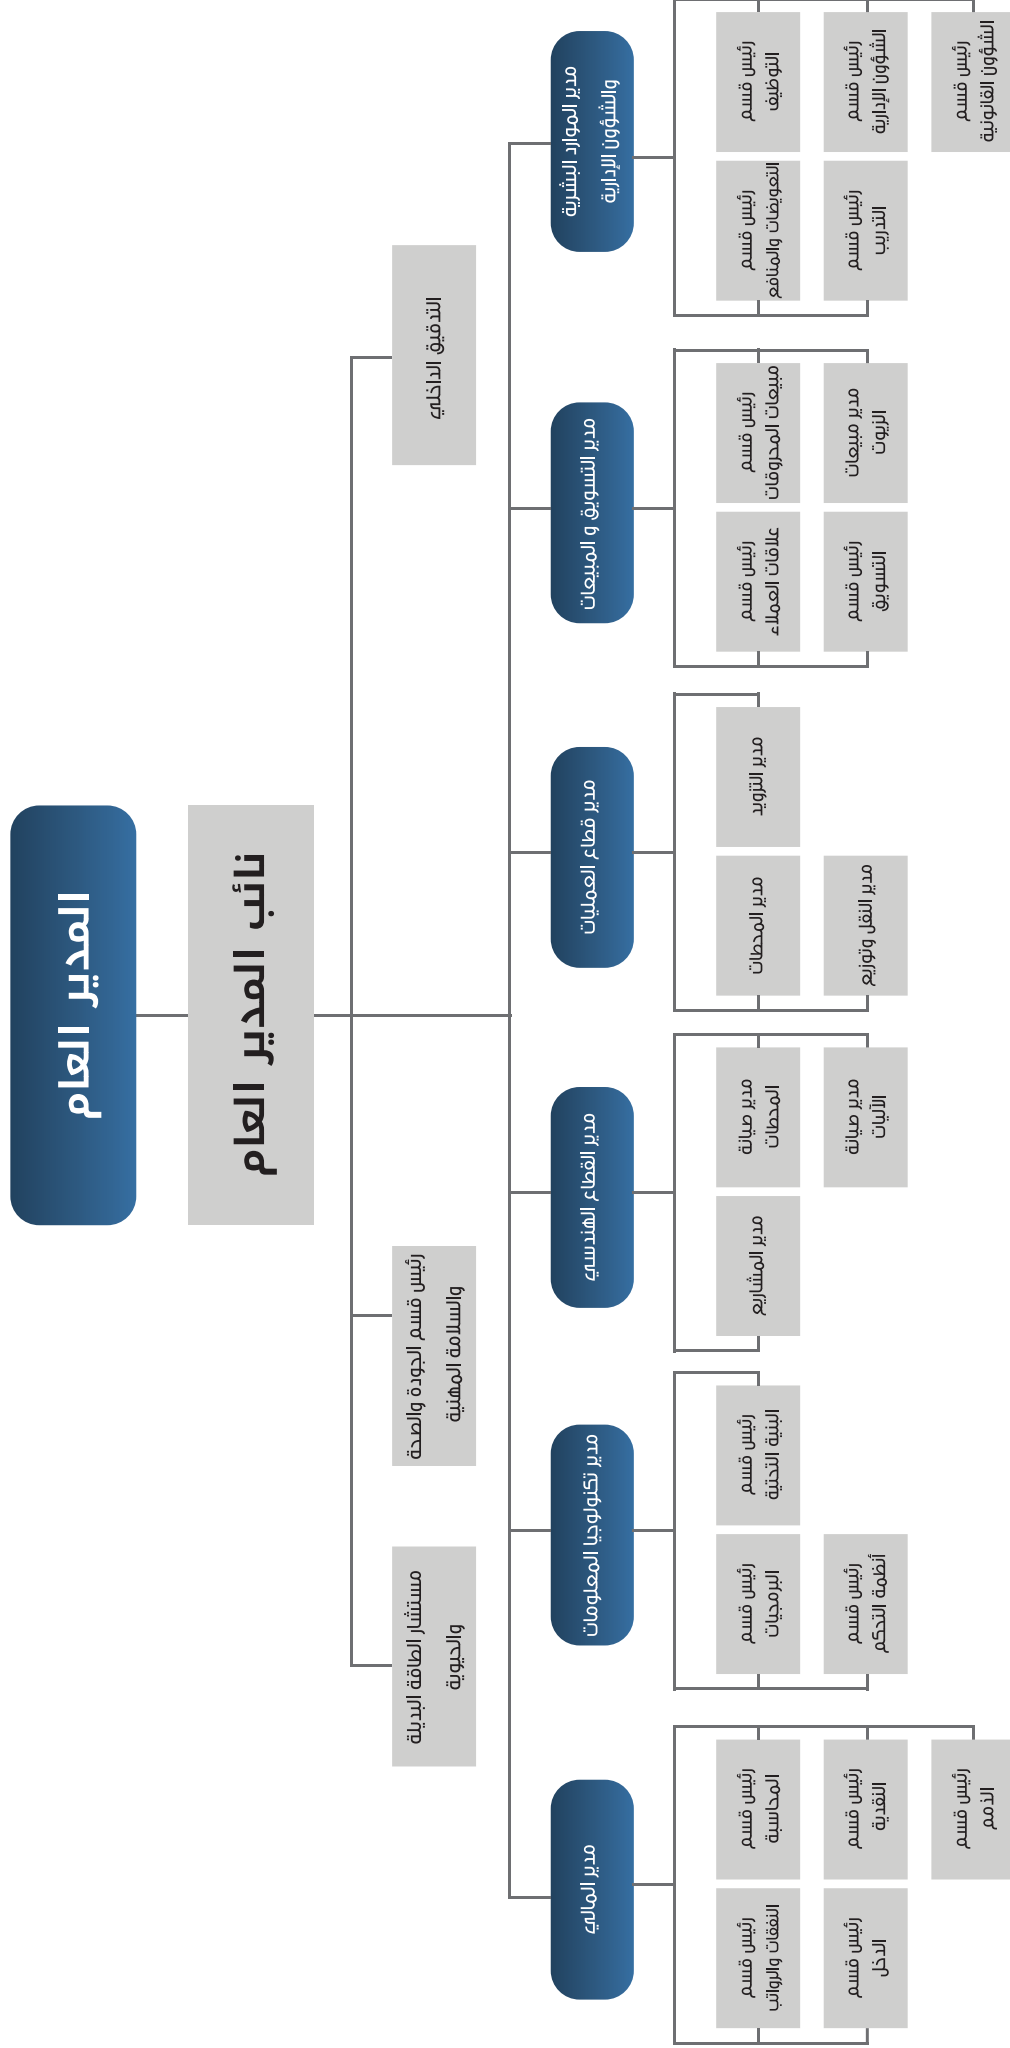 المدير العام
نائب المدير العام
التدقيق الداخلي
رئيس قسم الجودة والصحة
والسلامة المهنية
مستشار الطاقة البديلة
والحيوية
مدير الموارد البشرية
والشؤون الإدارية
رئيس قسم
التوظيف
رئيس قسم
الشؤون الإدارية
رئيس قسم
الشؤون القانونية
رئيس قسم
التعويضات والمنافع
رئيس قسم
التدريب
مدير التسويق و المبيعات
رئيس قسم
مبيعات المحروقات
مدير مبيعات
الزيوت
رئيس قسم
علاقات العملاء
رئيس قسم
التسويق
مدير قطاع العمليات
مدير التزويد
مدير المحطات
مدير النقل وتوزيع
مدير القطاع الهندسي
مدير صيانة
المحطات
مدير صيانة
الآليات
مدير المشاريع
مدير تكنولوجيا المعلومات
رئيس قسم
البنية التحتية
رئيس قسم
البرمجيات
رئيس قسم
أنظمة التحكم
مدير المالي
رئيس قسم
المحاسبة
رئيس قسم
النقدية
رئيس قسم
الذمم
رئيس قسم
النفقات والرواتب
رئيس قسم
الدخل